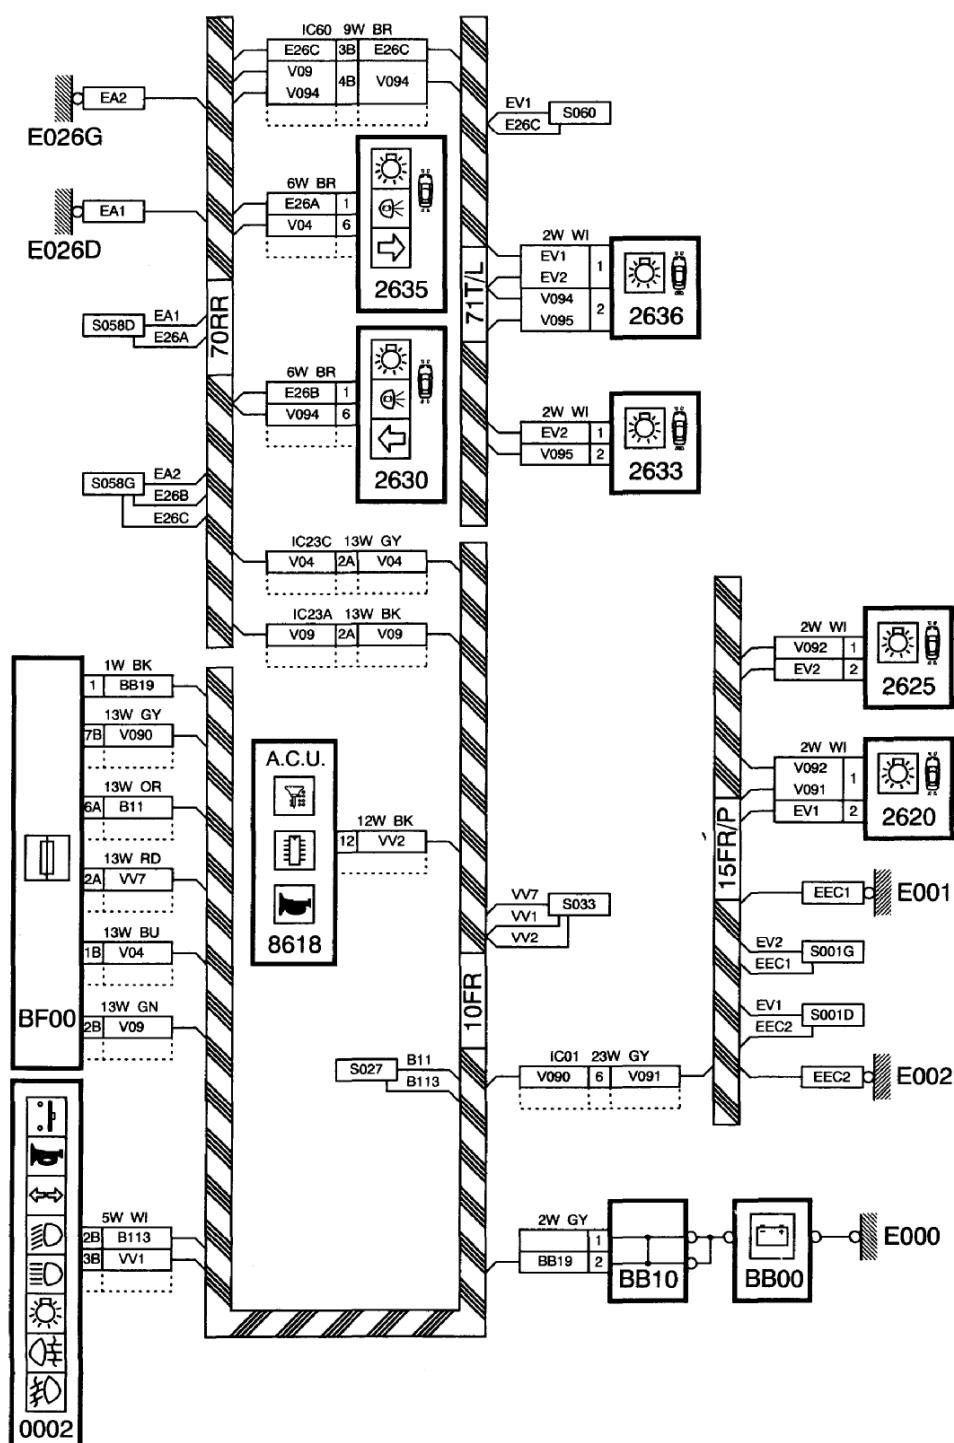 IC60 9W BR
E26C 3B E26C
V09
V094 4B V094
EA2
E026G
EV1
E26C
S060
6W BR
E26A 1
V04 6
2635
EA1
E026D
2W WI
EV1
EV2 1
V094
V095 2
2636
70RR
71T/L
S058D
EA1
E26A
6W BR
E26B 1
V094 6
2630
2W WI
EV2 1
V095 2
2633
S058G
EA2
E26B
E26C
IC23C 13W GY
V04 2A V04
IC23A 13W BK
V09 2A V09
2W WI
V092 1
EV2 2
2625
1W BK
1 BB19
13W GY
7B V090
13W OR
6A B11
13W RD
2A VV7
13W BU
1B V04
13W GN
2B V09
BF00
A.C.U.
12W BK
12 VV2
8618
2W WI
V092
V091 1
EV1 2
2620
15FR/P
EEC1
E001
VV7
VV1
VV2
S033
EV2
EEC1
S001G
10FR
EV1
EEC2
S001D
S027
B11
B113
IC01 23W GY
V090 6 V091
EEC2
E002
5W WI
2B B113
3B VV1
0002
2W GY
1
BB19 2
BB10
BB00
E000